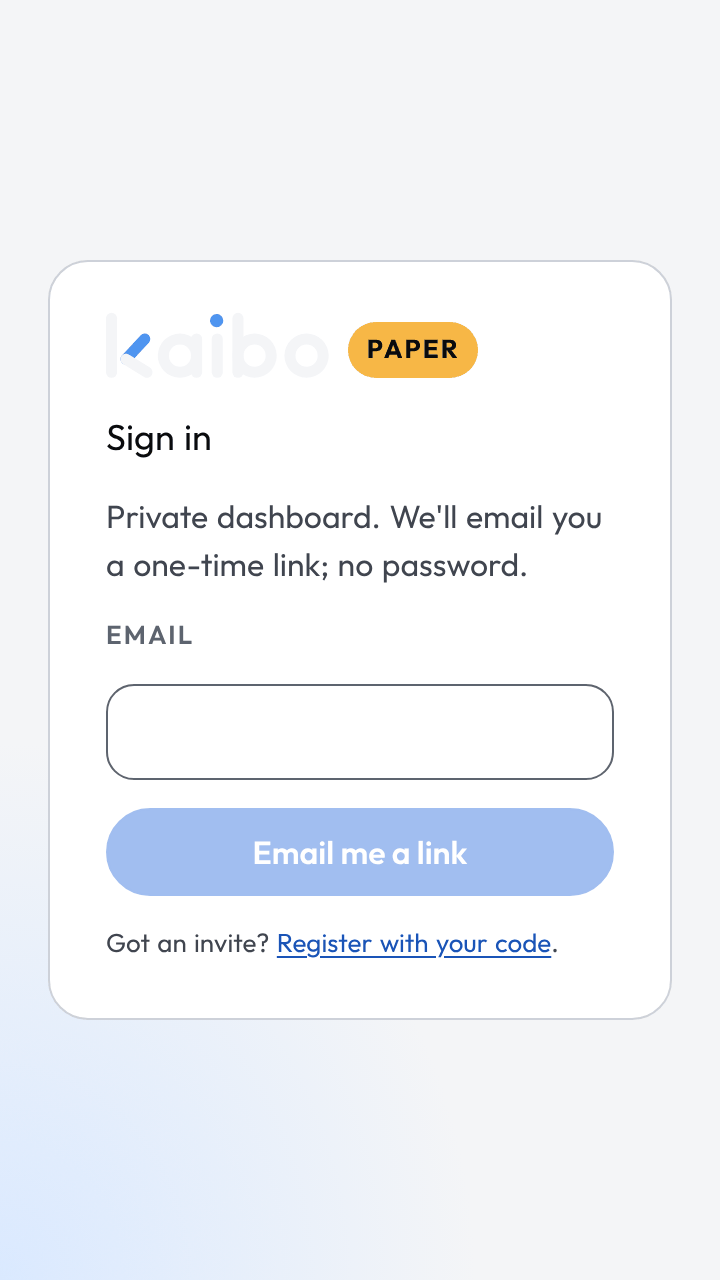 kaibo PAPER
Sign in
Private dashboard. We'll email you
a one-time link; no password.
EMAIL
Email me a link
Got an invite? Register with your code.